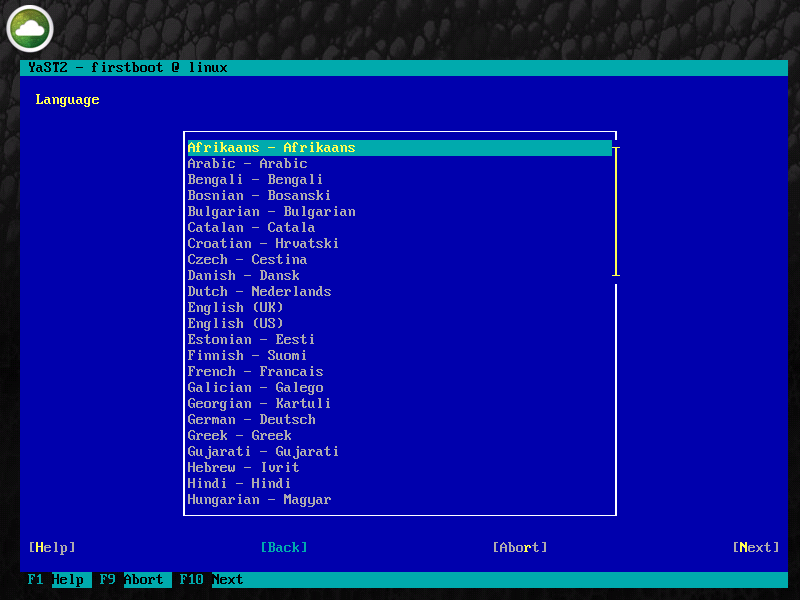 YaST2 - firstboot @ linux
Language
Afrikaans - Afrikaans
Arabic - Arabic
Bengali - Bengali
Bosnian - Bosanski
Bulgarian - Bulgarian
Catalan - Catala
Croatian - Hrvatski
Czech - Cestina
Danish - Dansk
Dutch - Nederlands
English (UK)
English (US)
Estonian - Eesti
Finnish - Suomi
French - Francais
Galician - Galego
Georgian - Kartuli
German - Deutsch
Greek - Greek
Gujarati - Gujarati
Hebrew - Ivrit
Hindi - Hindi
Hungarian - Magyar
[Help] [Back] [Abort] [Next]
F1 Help F9 Abort F10 Next